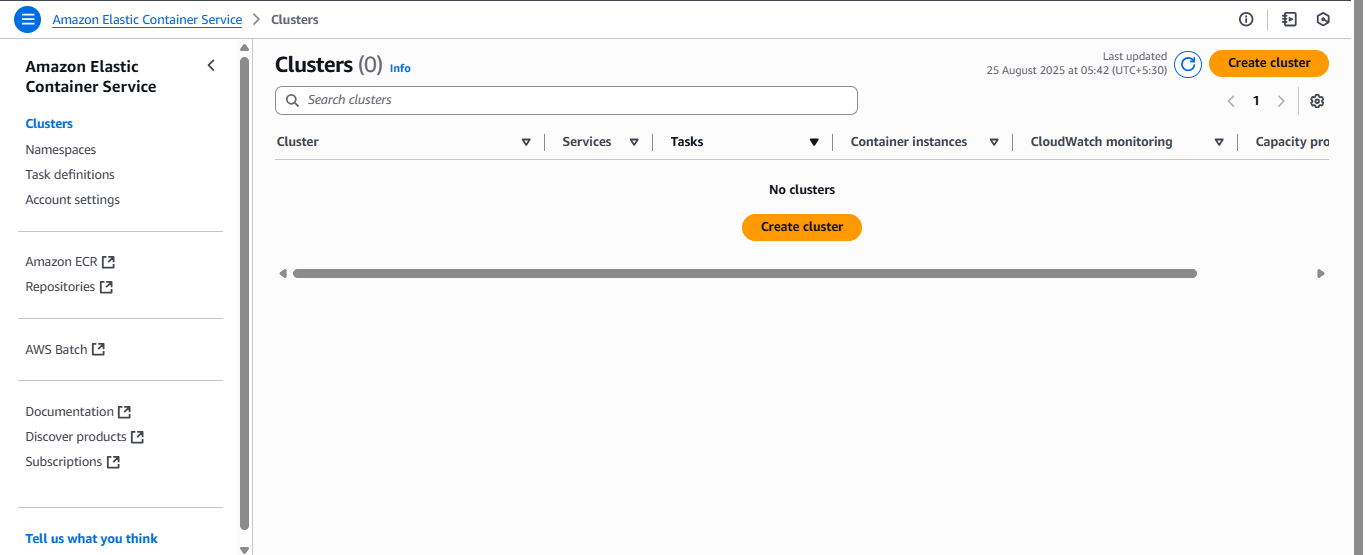 Amazon Elastic Container Service > Clusters
Amazon Elastic
Container Service
Clusters
Namespaces
Task definitions
Account settings
Amazon ECR
Repositories
AWS Batch
Documentation
Discover products
Subscriptions
Tell us what you think
Clusters (0) Info
Last updated
25 August 2025 at 05:42 (UTC+5:30)
Create cluster
Search clusters
1
Cluster Services Tasks Container instances CloudWatch monitoring Capacity pro
No clusters
Create cluster